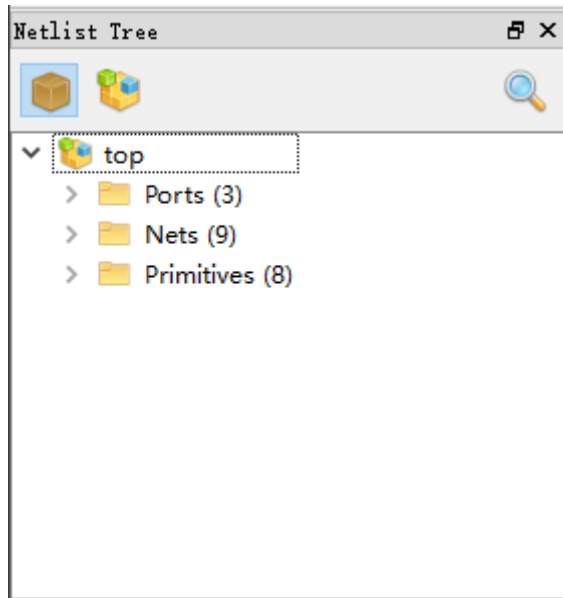 Netlist Tree
top
Ports (3)
Nets (9)
Primitives (8)